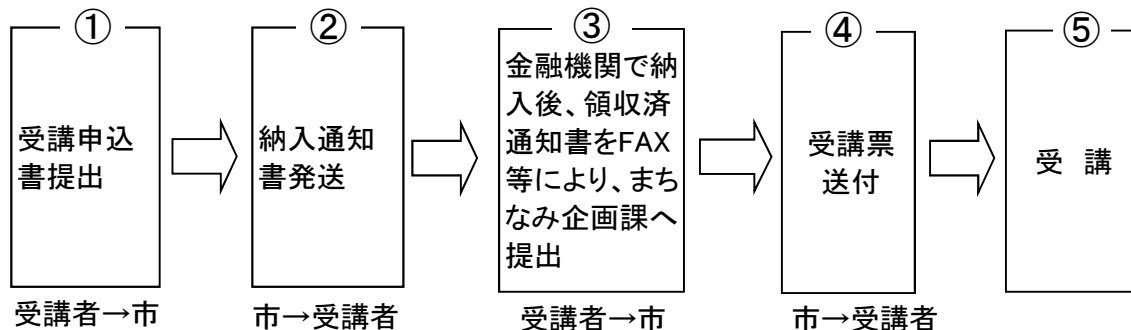 ①
受講申込
書提出
受講者→市
②
納入通知
書発送
市→受講者
③
金融機関で納
入後、領収済
通知書をFAX
等により、まち
なみ企画課へ
提出
受講者→市
④
受講票
送付
市→受講者
⑤
受 講